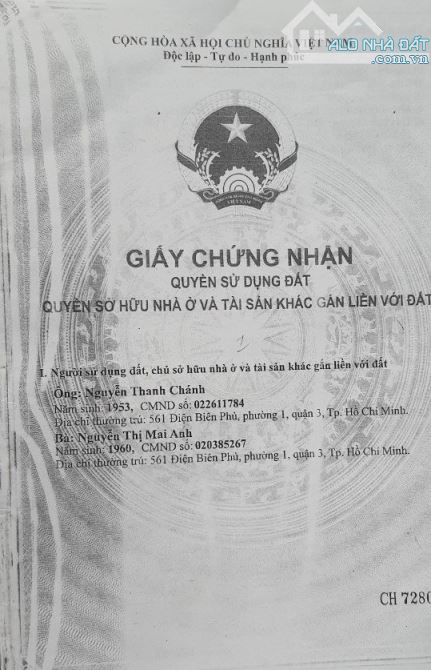 ALO NHÀ ĐẤT
.com.vn
CỘNG HÒA XÃ HỘI CHỦ NGHĨA VIỆT NAM
Độc lập - Tự do - Hạnh phúc
VIỆT NAM
GIẤY CHỨNG NHẬN
QUYỀN SỬ DỤNG ĐẤT
QUYỀN SỞ HỮU NHÀ Ở VÀ TÀI SẢN KHÁC GẮN LIỀN VỚI ĐẤT
I. Người sử dụng đất, chủ sở hữu nhà ở và tài sản khác gắn liền với đất
Ông: Nguyễn Thanh Chánh
Năm sinh: 1953, CMND số: 022611784
Địa chỉ thường trú: 561 Điện Biên Phủ, phường 1, quận 3, Tp. Hồ Chí Minh.
Bà: Nguyễn Thị Mai Anh
Năm sinh: 1960, CMND số: 020385267
Địa chỉ thường trú: 561 Điện Biên Phủ, phường 1, quận 3, Tp. Hồ Chí Minh.
CH 7280